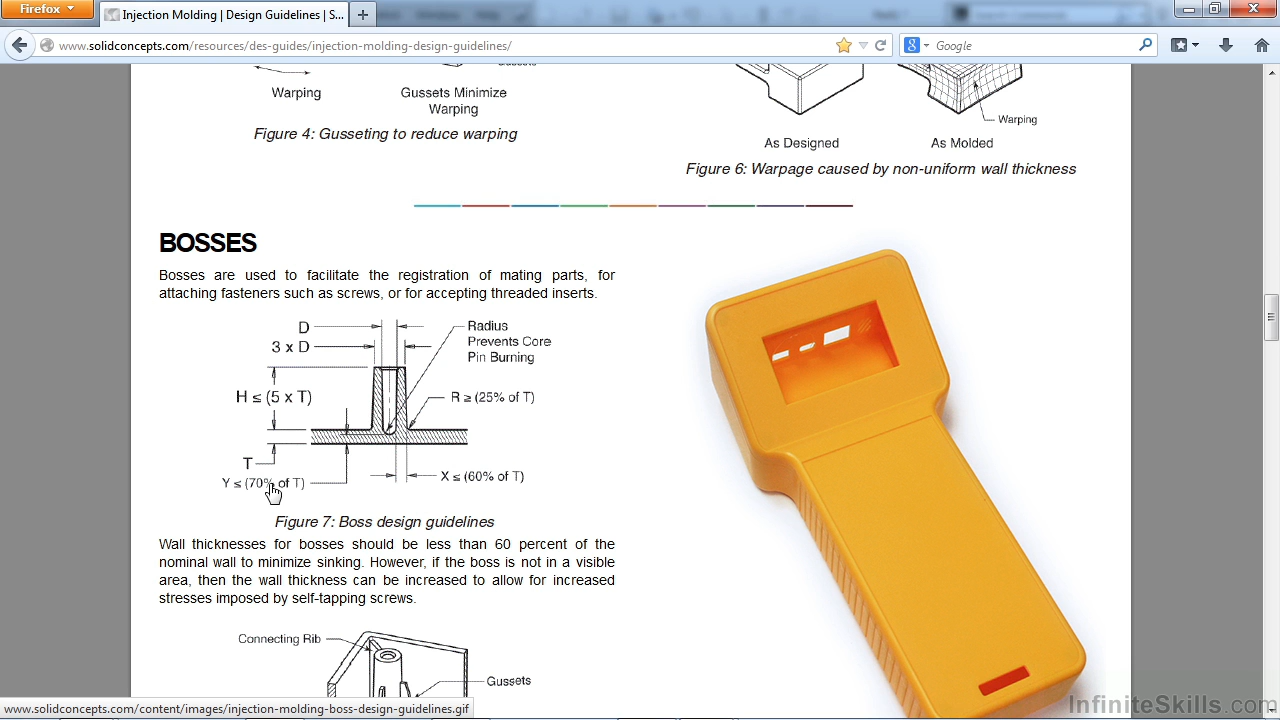 Firefox
Injection Molding | Design Guidelines | S...
www.solidconcepts.com/resources/des-guides/injection-molding-design-guidelines/
Google
Gussets
Warping
Gussets Minimize
Warping
Figure 4: Gusseting to reduce warping
Warping
As Designed
As Molded
Figure 6: Warpage caused by non-uniform wall thickness
BOSSES
Bosses are used to facilitate the registration of mating parts, for
attaching fasteners such as screws, or for accepting threaded inserts.
D
3 x D
Radius
Prevents Core
Pin Burning
H ≤ (5 x T)
R ≥ (25% of T)
T
Y ≤ (70% of T)
X ≤ (60% of T)
Figure 7: Boss design guidelines
Wall thicknesses for bosses should be less than 60 percent of the
nominal wall to minimize sinking. However, if the boss is not in a visible
area, then the wall thickness can be increased to allow for increased
stresses imposed by self-tapping screws.
Connecting Rib
Gussets
www.solidconcepts.com/content/images/injection-molding-boss-design-guidelines.gif
InfiniteSkills.com